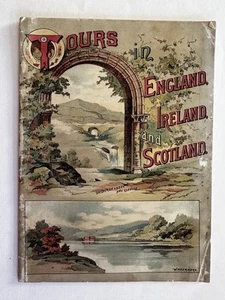 TOURS in
ENGLAND,
IRELAND,
and
SCOTLAND.